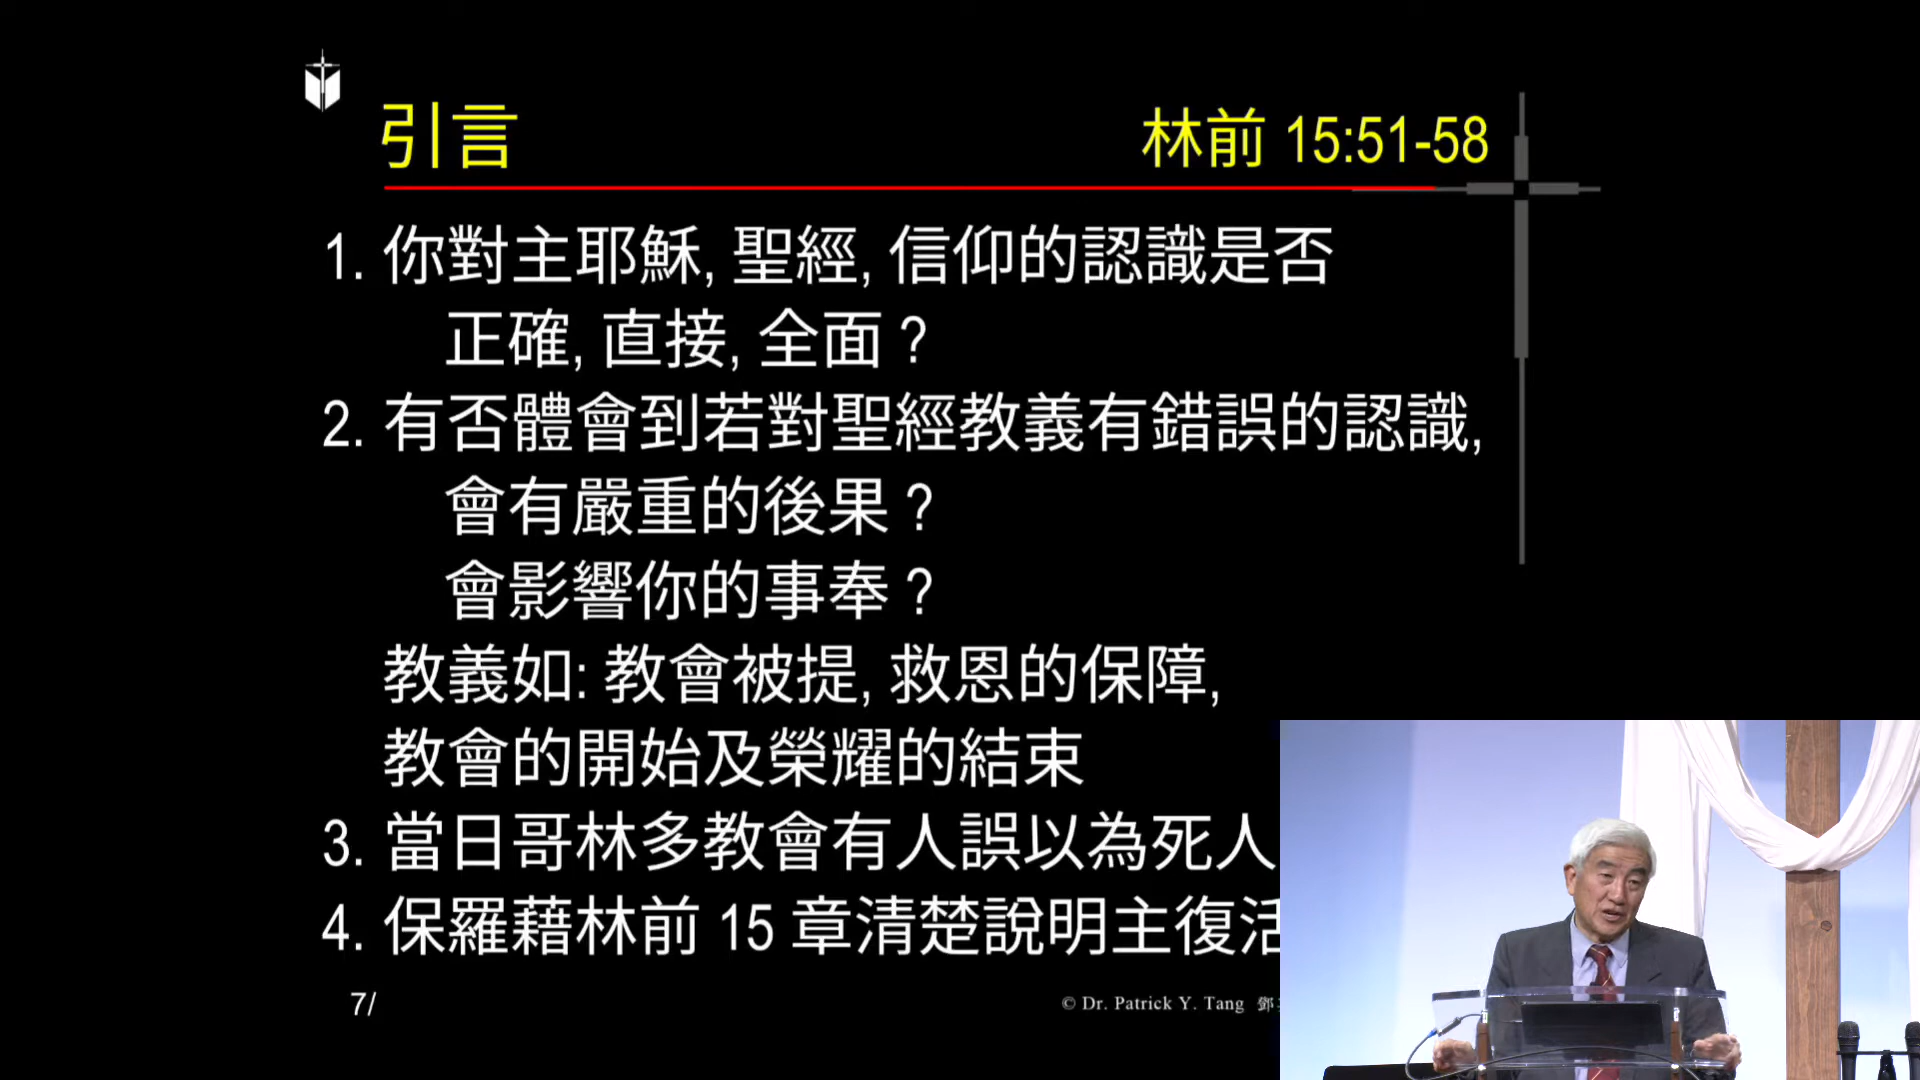 引言
林前 15:51-58
1. 你對主耶穌, 聖經, 信仰的認識是否
正確, 直接, 全面？
2. 有否體會到若對聖經教義有錯誤的認識,
會有嚴重的後果？
會影響你的事奉？
教義如: 教會被提, 救恩的保障,
教會的開始及榮耀的結束
3. 當日哥林多教會有人誤以為死人
4. 保羅藉林前 15 章清楚說明主復活
7/
© Dr. Patrick Y. Tang 鄧